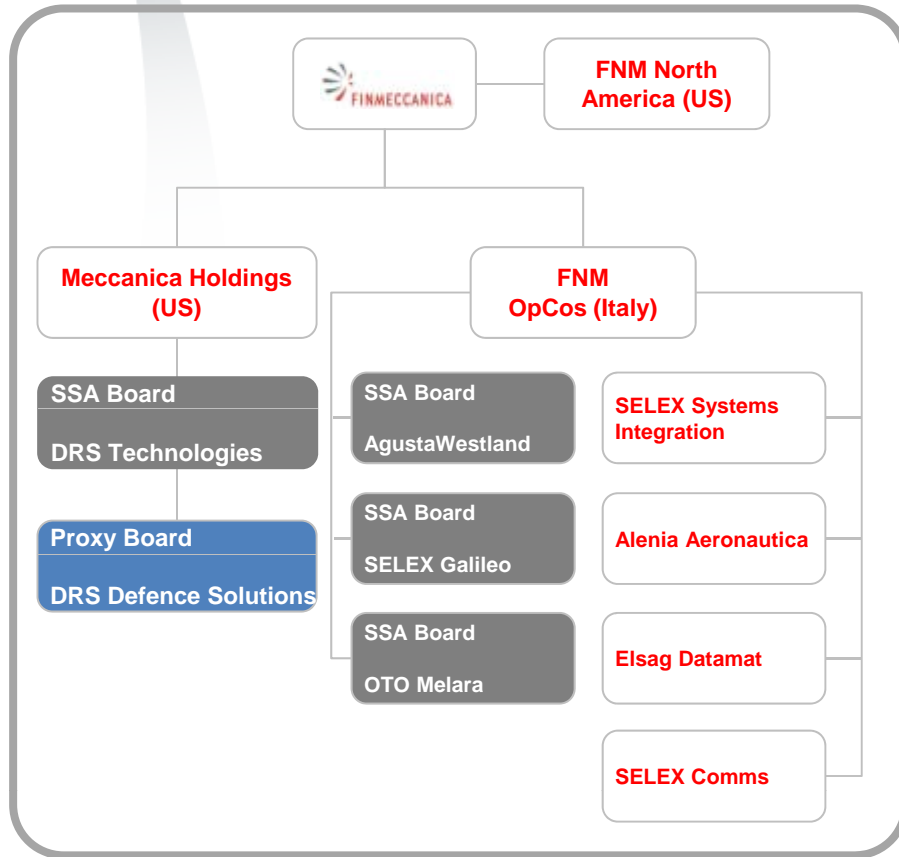 FINMECCANICA
FNM North
America (US)
Meccanica Holdings
(US)
FNM
OpCos (Italy)
SSA Board
DRS Technologies
Proxy Board
DRS Defence Solutions
SSA Board
AgustaWestland
SSA Board
SELEX Galileo
SSA Board
OTO Melara
SELEX Systems
Integration
Alenia Aeronautica
Elsag Datamat
SELEX Comms